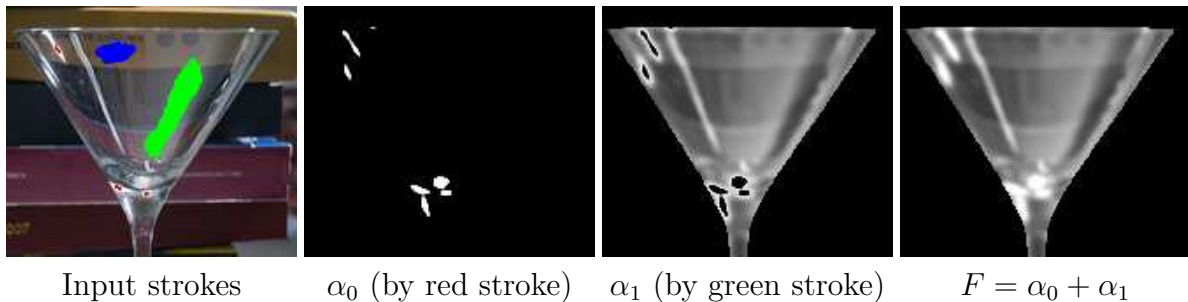 Input strokes
α₀ (by red stroke)
α₁ (by green stroke)
F = α₀ + α₁